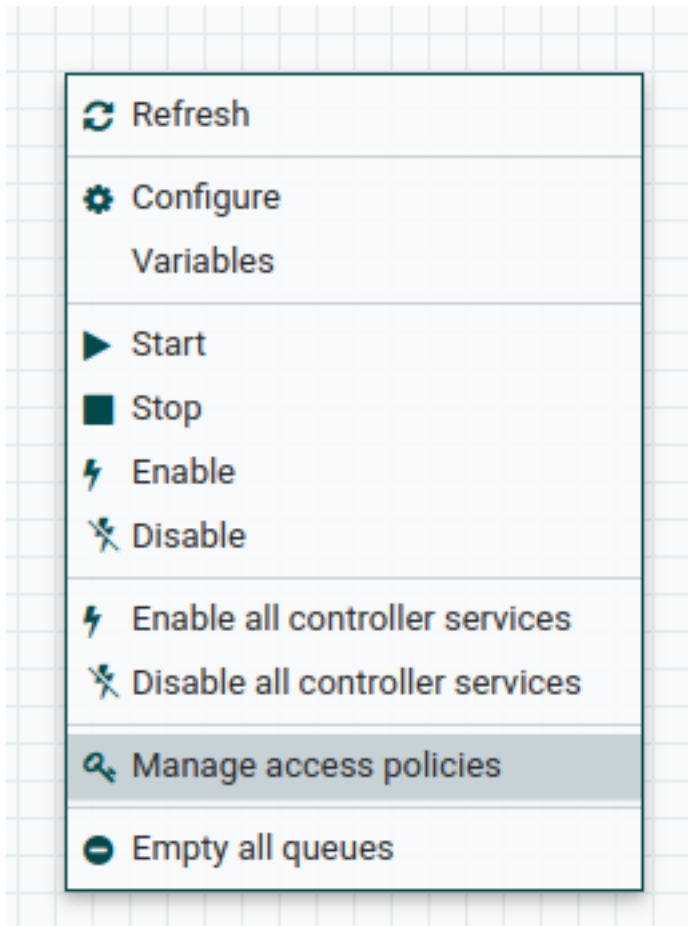 Refresh
Configure
Variables
Start
Stop
Enable
Disable
Enable all controller services
Disable all controller services
Manage access policies
Empty all queues